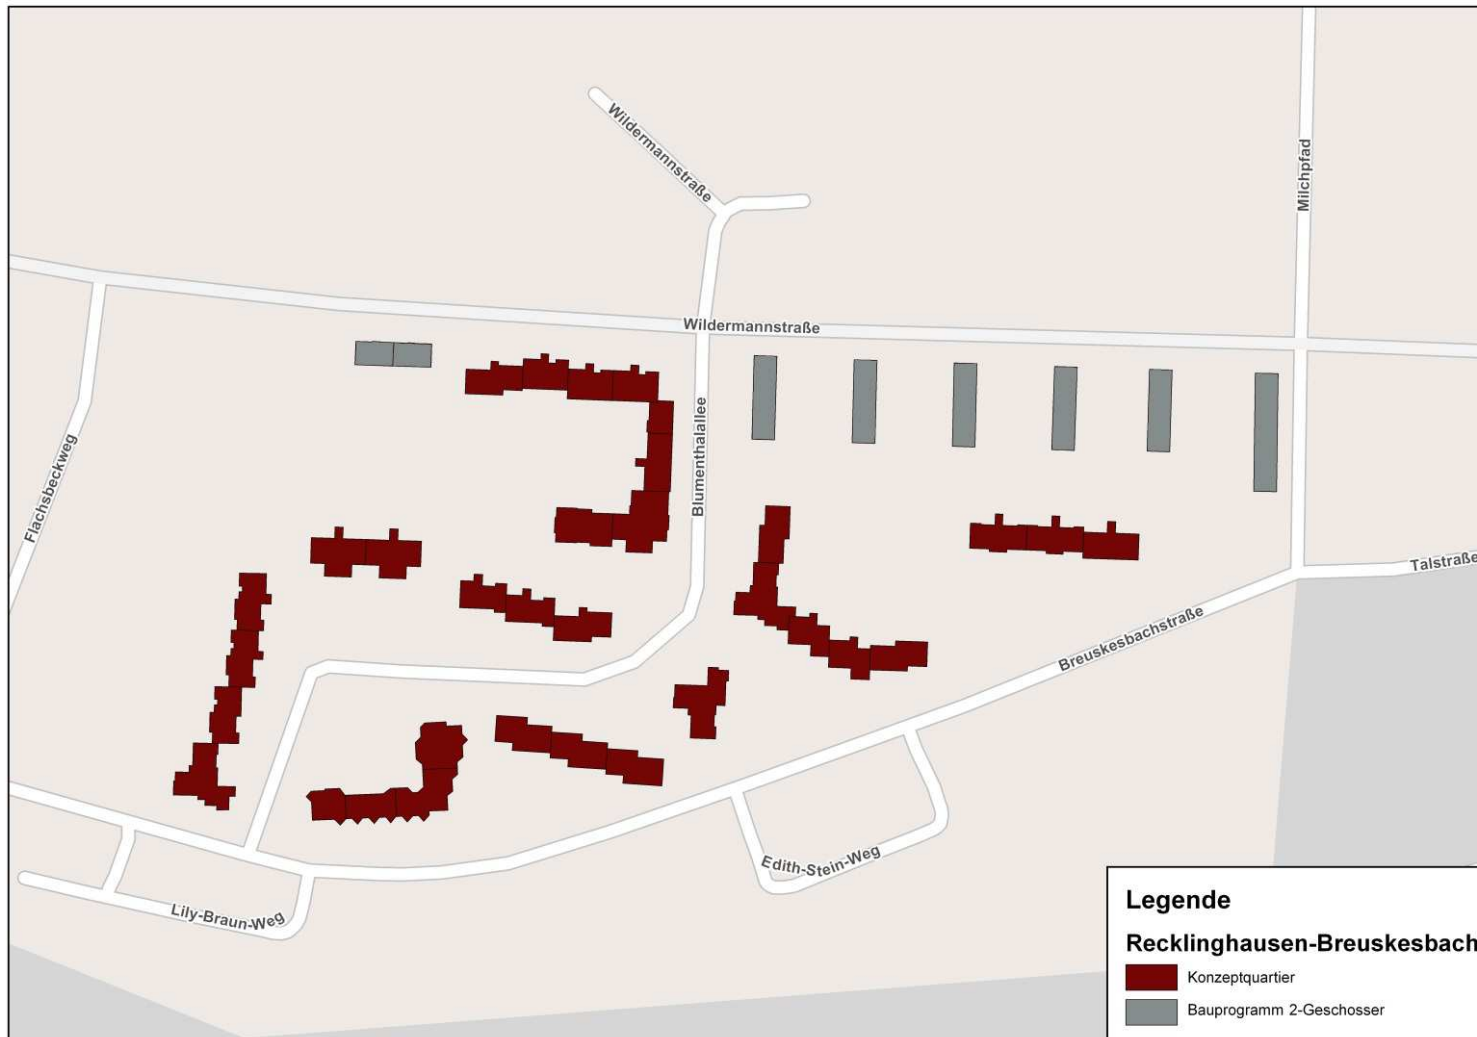 Wildermannstraße
Milchpfad
Wildermannstraße
Blumenthalallee
Flachsbeckweg
Talstraße
Breuskesbachstraße
Edith-Stein-Weg
Lily-Braun-Weg
Legende
Recklinghausen-Breuskesbach
Konzeptquartier
Bauprogramm 2-Geschosser